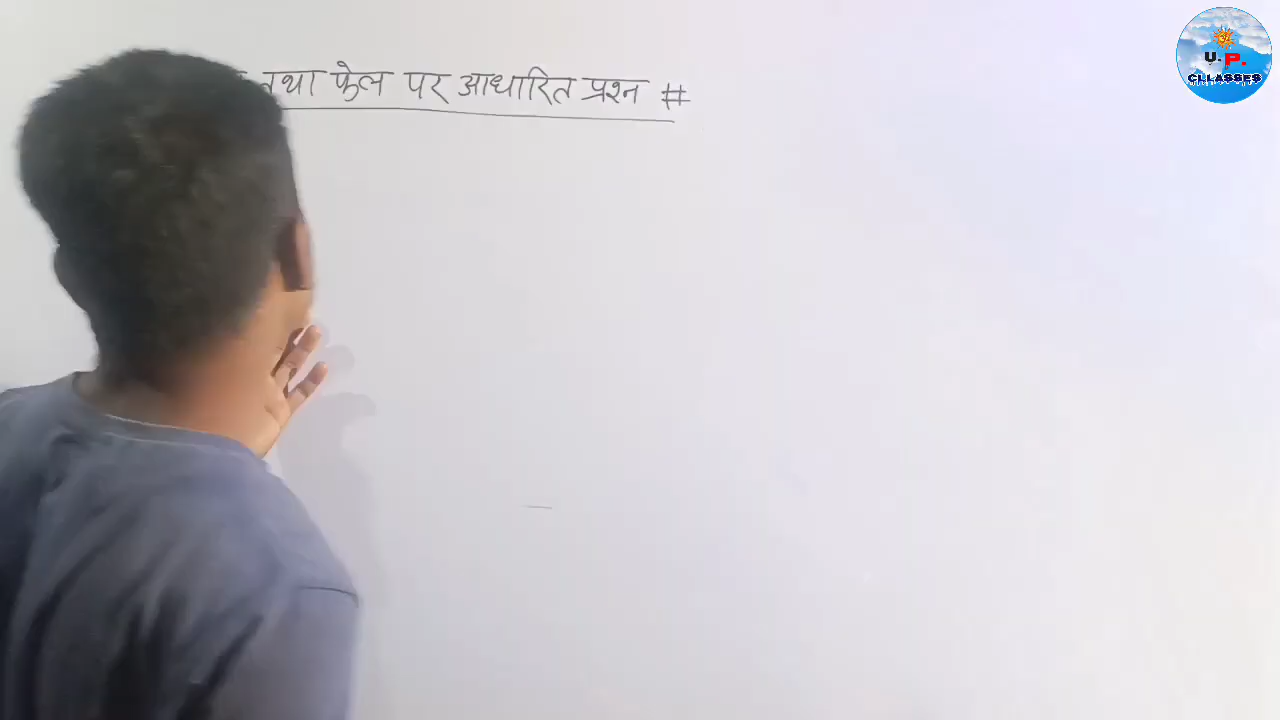 तथा फेल पर आधारित प्रश्न #
U.P.
CLLASSES